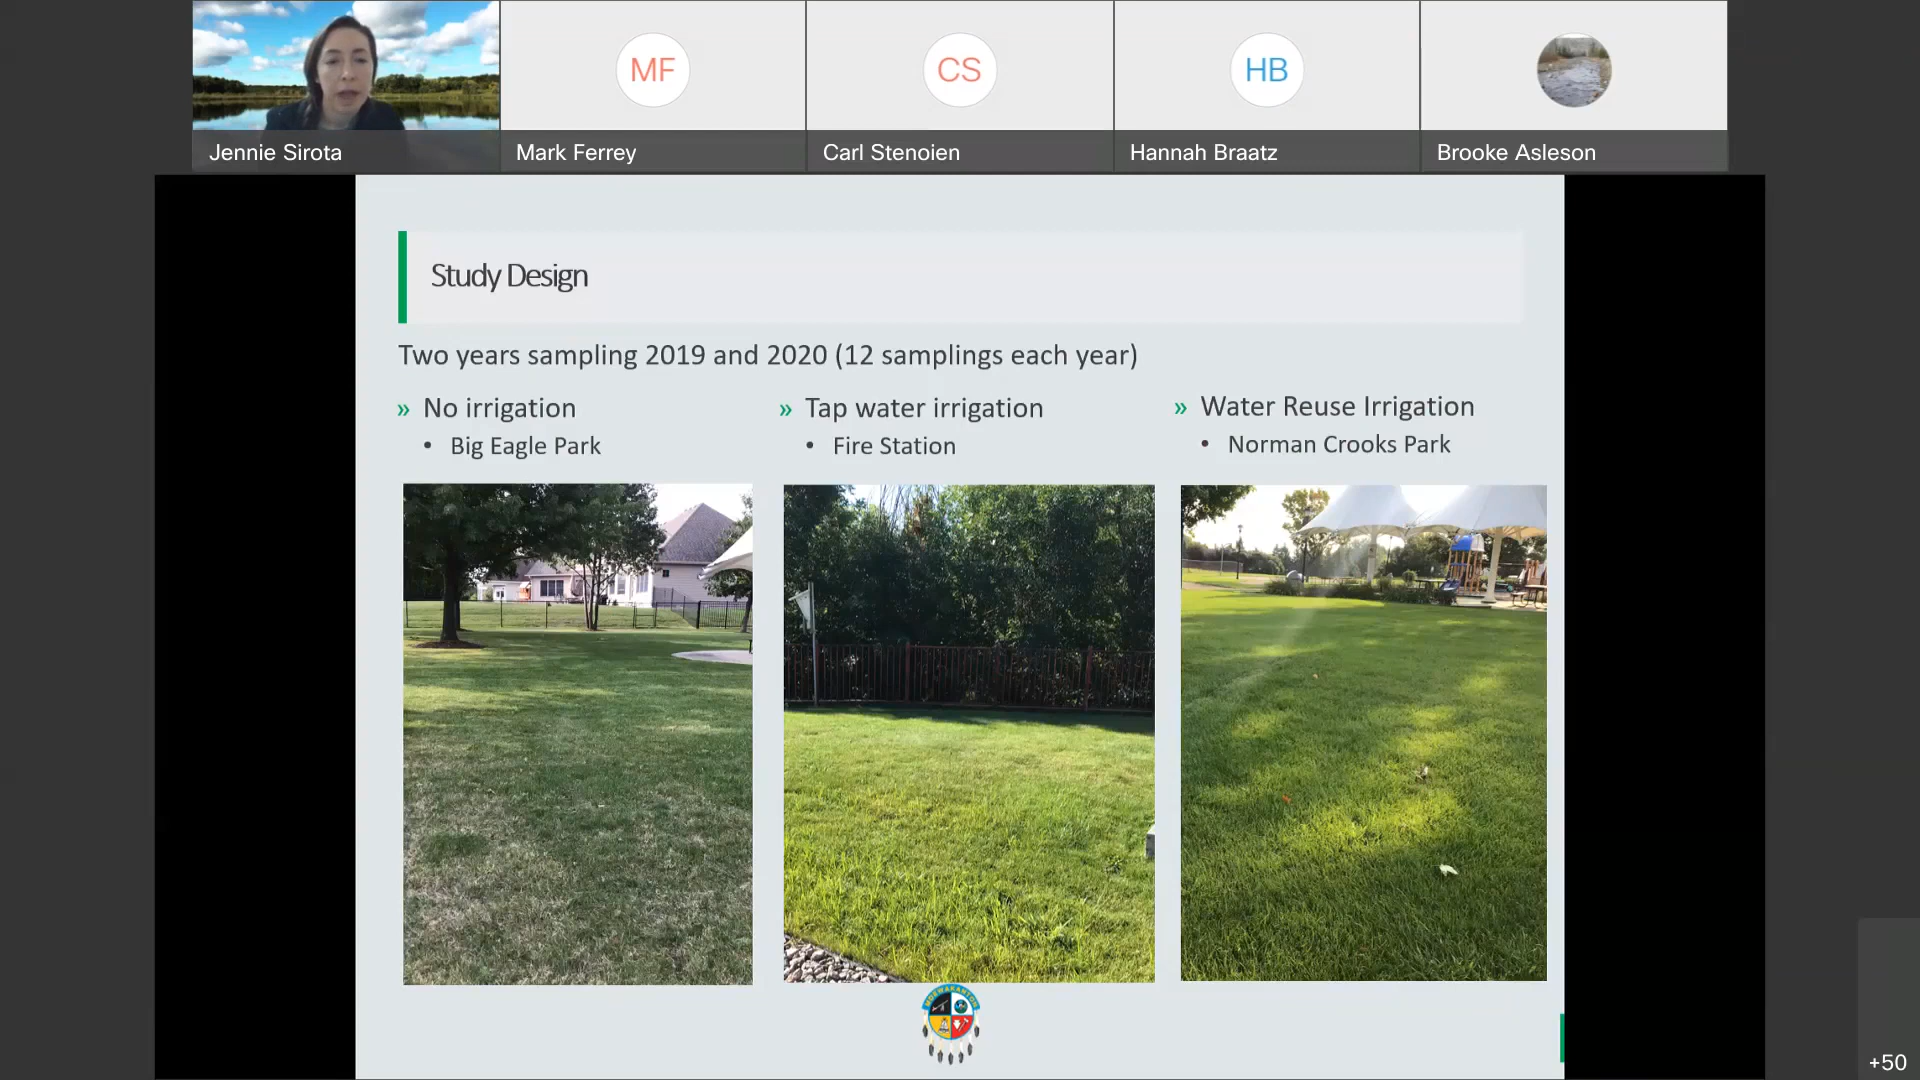 MF
CS
HB
Jennie Sirota
Mark Ferrey
Carl Stenoien
Hannah Braatz
Brooke Asleson
Study Design
Two years sampling 2019 and 2020 (12 samplings each year)
» No irrigation
• Big Eagle Park
» Tap water irrigation
• Fire Station
» Water Reuse Irrigation
• Norman Crooks Park
+50